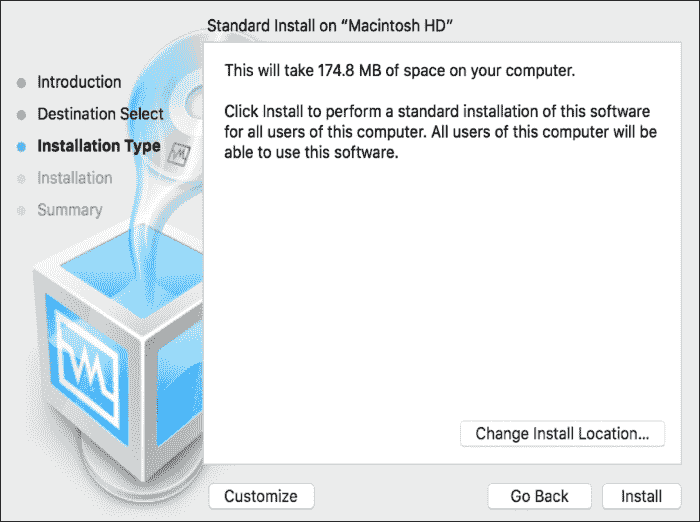 Standard Install on “Macintosh HD”
Introduction
Destination Select
Installation Type
Installation
Summary
This will take 174.8 MB of space on your computer.
Click Install to perform a standard installation of this software
for all users of this computer. All users of this computer will be
able to use this software.
Change Install Location...
Customize
Go Back
Install